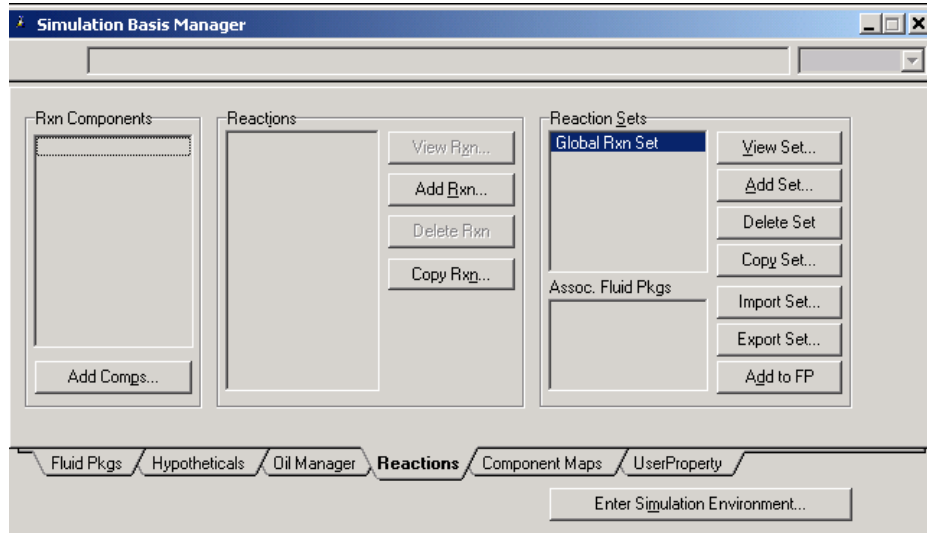 Simulation Basis Manager
Rxn Components
Reactions
Reaction Sets
View Rxn...
Global Rxn Set
View Set...
Add Rxn...
Add Set...
Delete Rxn
Delete Set
Copy Rxn...
Copy Set...
Assoc. Fluid Pkgs
Import Set...
Export Set...
Add Comps...
Add to FP
Fluid Pkgs
Hypotheticals
Oil Manager
Reactions
Component Maps
UserProperty
Enter Simulation Environment...